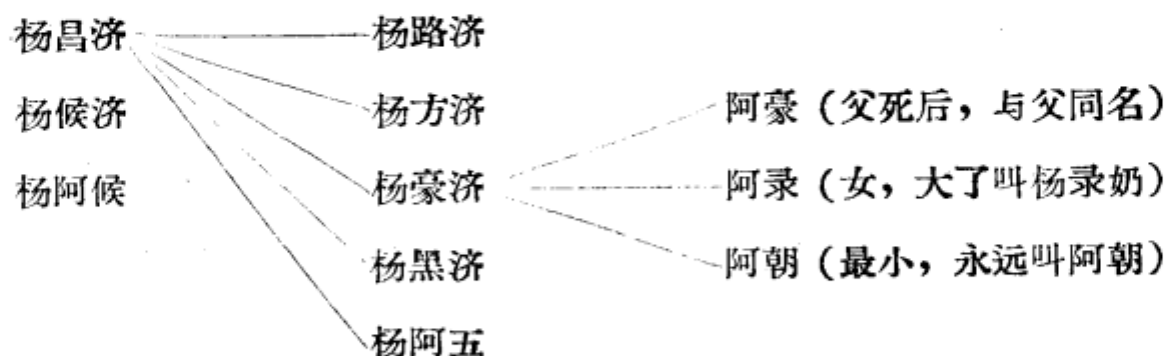 杨昌济 杨路济
杨候济 杨方济 阿豪（父死后，与父同名）
杨阿候 杨豪济 阿录（女，大了叫杨录奶）
杨黑济 阿朝（最小，永远叫阿朝）
杨阿五